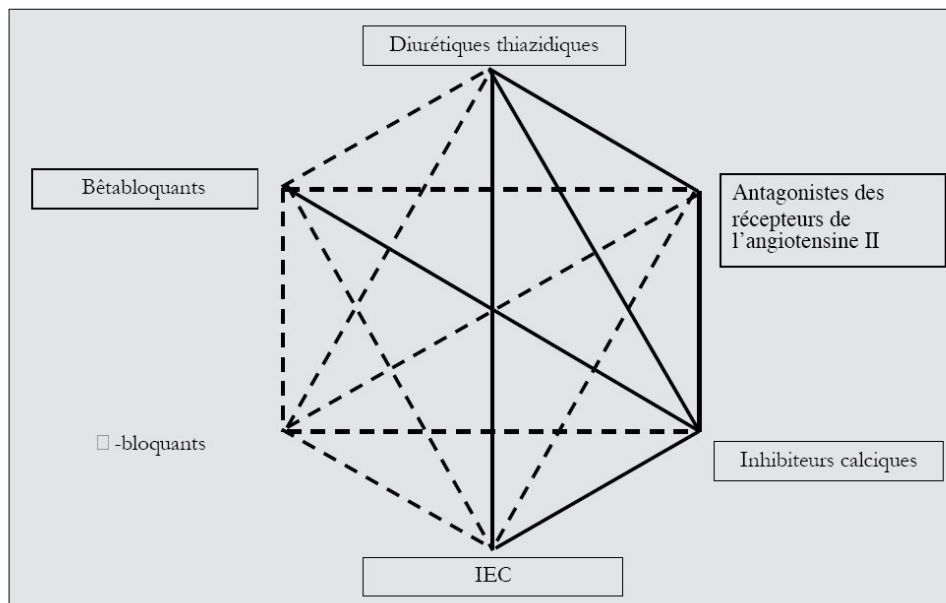 Diurétiques thiazidiques
Bêtabloquants
Antagonistes des
récepteurs de
l’angiotensine II
□ -bloquants
Inhibiteurs calciques
IEC